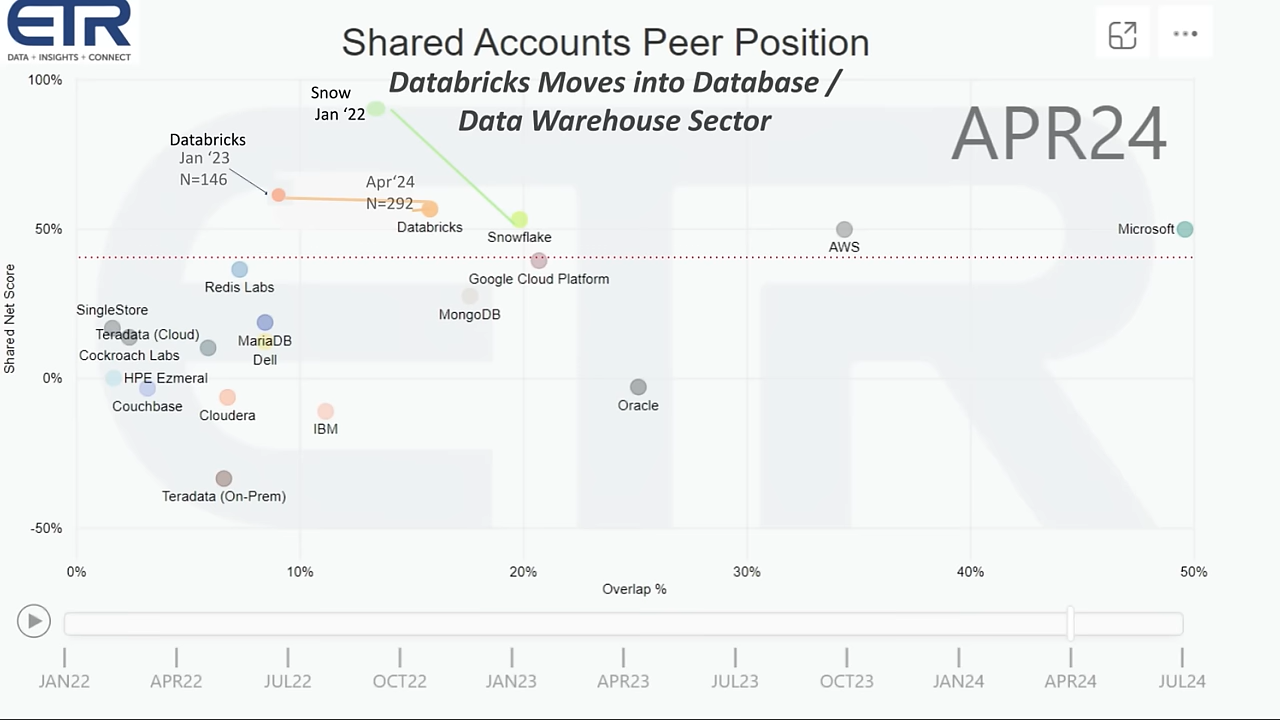 ETR
DATA + INSIGHTS + CONNECT
Shared Accounts Peer Position
Databricks Moves into Database /
Data Warehouse Sector
APR24
100%
50%
0%
-50%
Shared Net Score
Snow
Jan ‘22
Databricks
Jan ‘23
N=146
Apr‘24
N=292
Databricks
Snowflake
AWS
Microsoft
Google Cloud Platform
Redis Labs
MongoDB
SingleStore
Teradata (Cloud)
MariaDB
Cockroach Labs
Dell
HPE Ezmeral
Couchbase
Cloudera
IBM
Oracle
Teradata (On-Prem)
0% 10% 20% 30% 40% 50%
Overlap %
JAN22 APR22 JUL22 OCT22 JAN23 APR23 JUL23 OCT23 JAN24 APR24 JUL24